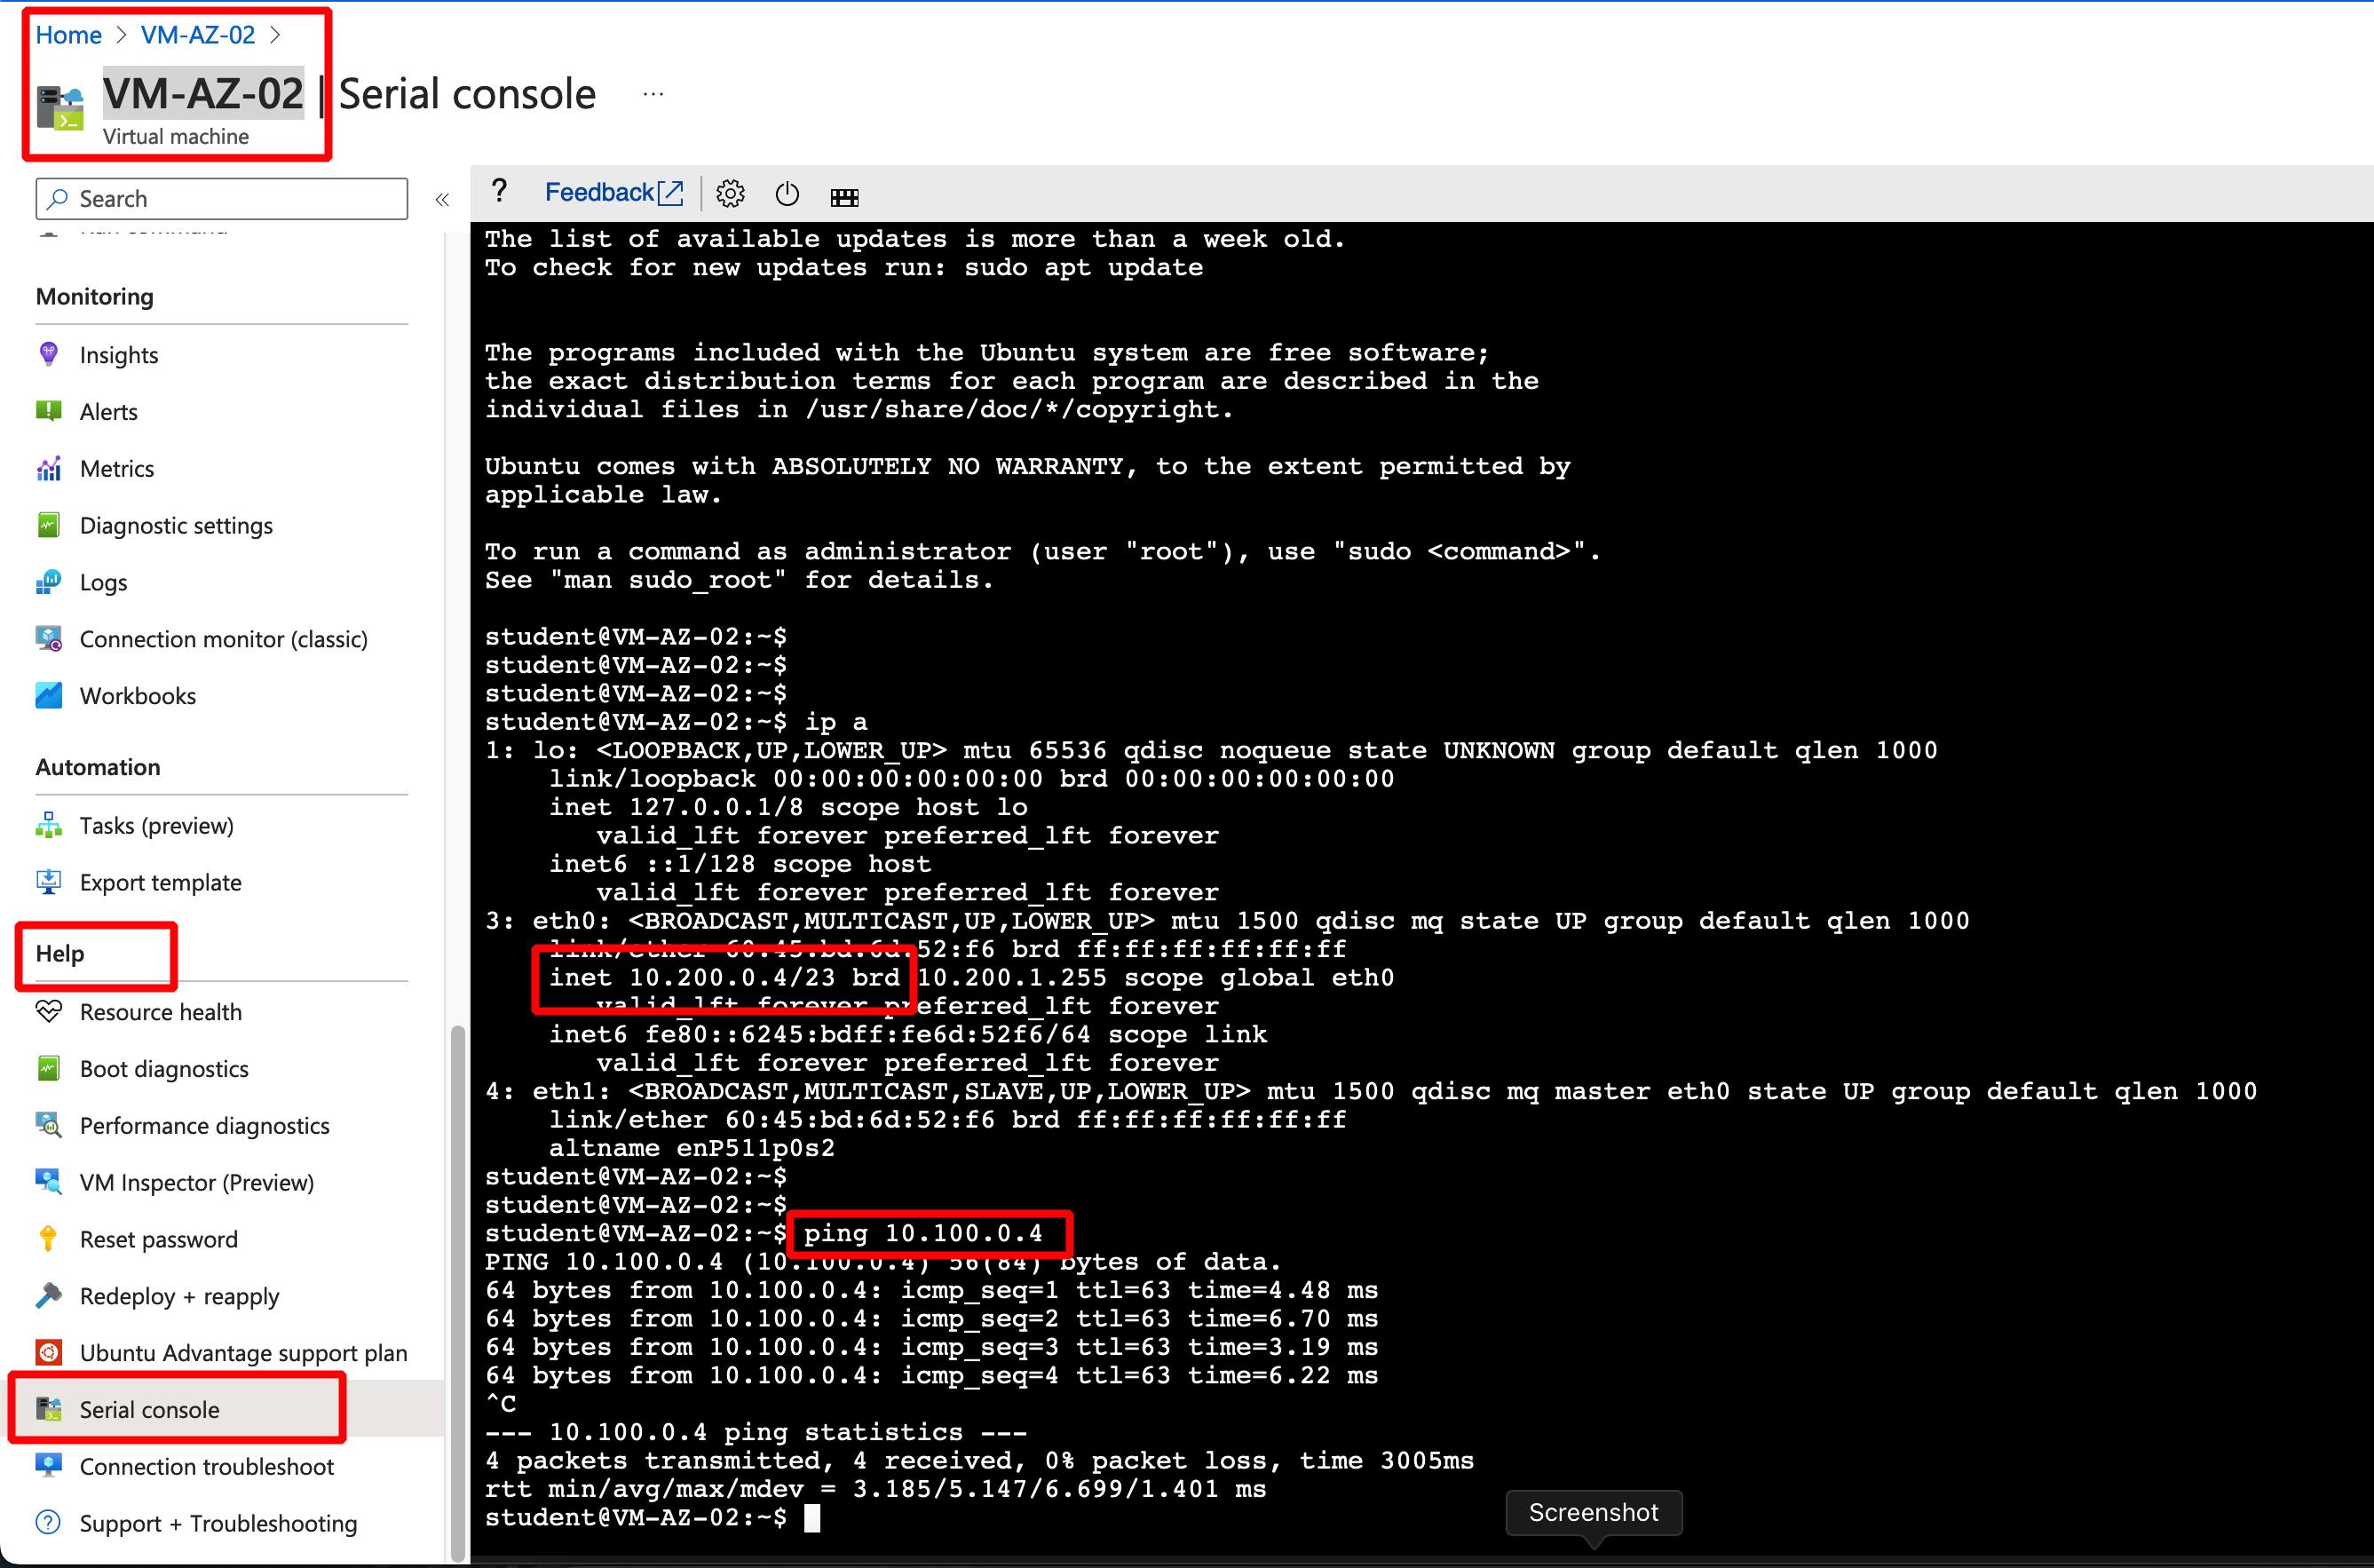 Home > VM-AZ-02 >
VM-AZ-02 | Serial console ...
Virtual machine
Search «
Monitoring
Insights
Alerts
Metrics
Diagnostic settings
Logs
Connection monitor (classic)
Workbooks
Automation
Tasks (preview)
Export template
Help
Resource health
Boot diagnostics
Performance diagnostics
VM Inspector (Preview)
Reset password
Redeploy + reapply
Ubuntu Advantage support plan
Serial console
Connection troubleshoot
Support + Troubleshooting
? Feedback
The list of available updates is more than a week old.
To check for new updates run: sudo apt update
The programs included with the Ubuntu system are free software;
the exact distribution terms for each program are described in the
individual files in /usr/share/doc/*/copyright.
Ubuntu comes with ABSOLUTELY NO WARRANTY, to the extent permitted by
applicable law.
To run a command as administrator (user "root"), use "sudo <command>".
See "man sudo_root" for details.
student@VM-AZ-02:~$
student@VM-AZ-02:~$
student@VM-AZ-02:~$
student@VM-AZ-02:~$ ip a
1: lo: <LOOPBACK,UP,LOWER_UP> mtu 65536 qdisc noqueue state UNKNOWN group default qlen 1000
link/loopback 00:00:00:00:00:00 brd 00:00:00:00:00:00
inet 127.0.0.1/8 scope host lo
valid_lft forever preferred_lft forever
inet6 ::1/128 scope host
valid_lft forever preferred_lft forever
3: eth0: <BROADCAST,MULTICAST,UP,LOWER_UP> mtu 1500 qdisc mq state UP group default qlen 1000
link/ether 60:45:bd:6d:52:f6 brd ff:ff:ff:ff:ff:ff
inet 10.200.0.4/23 brd 10.200.1.255 scope global eth0
valid_lft forever preferred_lft forever
inet6 fe80::6245:bdff:fe6d:52f6/64 scope link
valid_lft forever preferred_lft forever
4: eth1: <BROADCAST,MULTICAST,SLAVE,UP,LOWER_UP> mtu 1500 qdisc mq master eth0 state UP group default qlen 1000
link/ether 60:45:bd:6d:52:f6 brd ff:ff:ff:ff:ff:ff
altname enP511p0s2
student@VM-AZ-02:~$
student@VM-AZ-02:~$
student@VM-AZ-02:~$ ping 10.100.0.4
PING 10.100.0.4 (10.100.0.4) 56(84) bytes of data.
64 bytes from 10.100.0.4: icmp_seq=1 ttl=63 time=4.48 ms
64 bytes from 10.100.0.4: icmp_seq=2 ttl=63 time=6.70 ms
64 bytes from 10.100.0.4: icmp_seq=3 ttl=63 time=3.19 ms
64 bytes from 10.100.0.4: icmp_seq=4 ttl=63 time=6.22 ms
^C
--- 10.100.0.4 ping statistics ---
4 packets transmitted, 4 received, 0% packet loss, time 3005ms
rtt min/avg/max/mdev = 3.185/5.147/6.699/1.401 ms
student@VM-AZ-02:~$
Screenshot